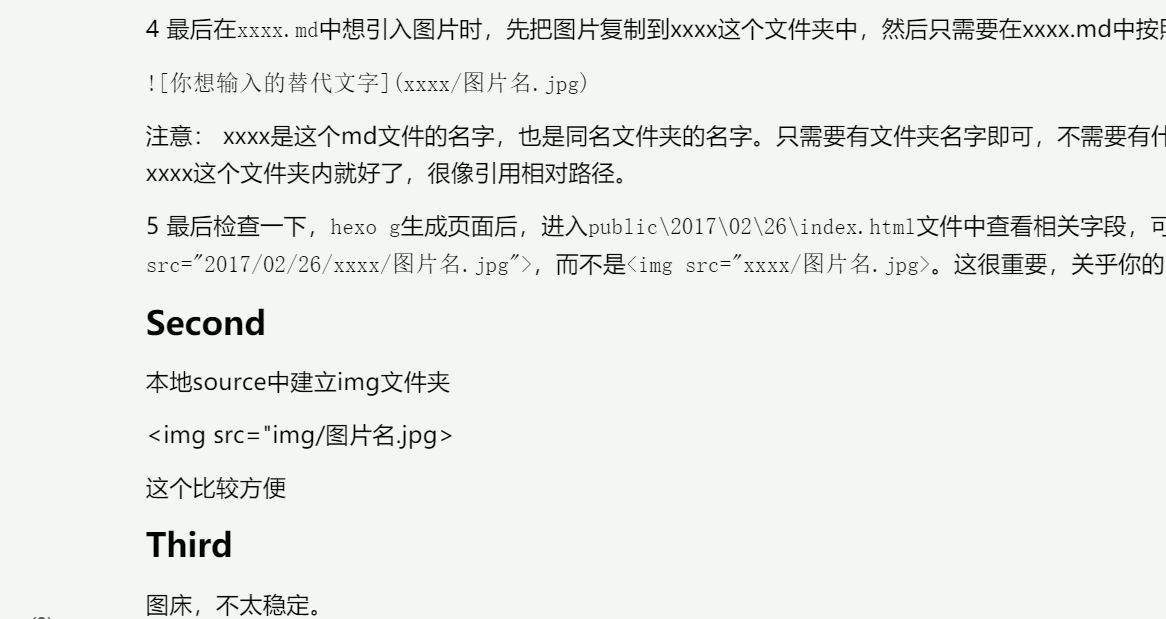 4 最后在xxxx.md中想引入图片时，先把图片复制到xxxx这个文件夹中，然后只需要在xxxx.md中按照
![你想输入的替代文字](xxxx/图片名.jpg)
注意： xxxx是这个md文件的名字，也是同名文件夹的名字。只需要有文件夹名字即可，不需要有什
xxxx这个文件夹内就好了，很像引用相对路径。
5 最后检查一下，hexo g生成页面后，进入public\2017\02\26\index.html文件中查看相关字段，可
src="2017/02/26/xxxx/图片名.jpg">，而不是<img src="xxxx/图片名.jpg>。这很重要，关乎你的
Second
本地source中建立img文件夹
<img src="img/图片名.jpg>
这个比较方便
Third
图床，不太稳定。